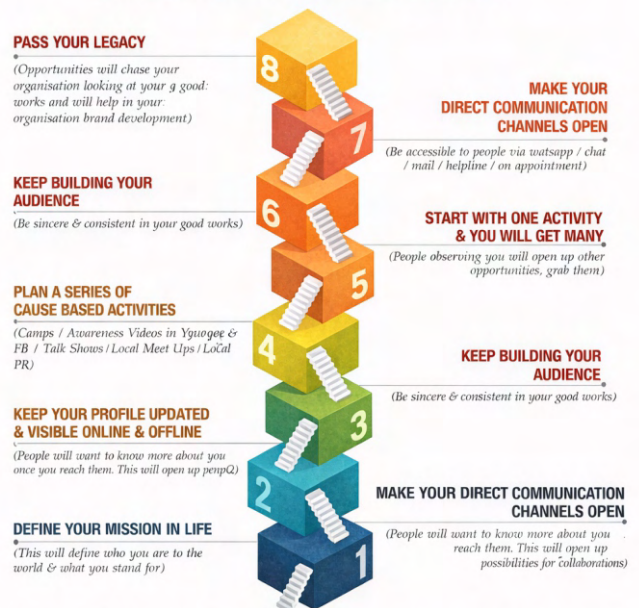 PASS YOUR LEGACY
(Opportunities will chase your
organisation looking at your g good:
works and will help in your:
organisation brand development)
8
MAKE YOUR
DIRECT COMMUNICATION
CHANNELS OPEN
(Be accessible to people via watsapp / chat
/ mail / helpline / on appointment)
7
KEEP BUILDING YOUR
AUDIENCE
(Be sincere & consistent in your good works)
6
START WITH ONE ACTIVITY
& YOU WILL GET MANY
(People observing you will open up other
opportunities, grab them)
5
PLAN A SERIES OF
CAUSE BASED ACTIVITIES
(Camps / Awareness Videos in Yguogee &
FB / Talk Shows / Local Meet Ups / Local
PR)
4
KEEP BUILDING YOUR
AUDIENCE
(Be sincere & consistent in your good works)
3
KEEP YOUR PROFILE UPDATED
& VISIBLE ONLINE & OFFLINE
(People will want to know more about you
once you reach them. This will open up penpQ)
2
MAKE YOUR DIRECT COMMUNICATION
CHANNELS OPEN
(People will want to know more about you
reach them. This will open up
possibilities for collaborations)
DEFINE YOUR MISSION IN LIFE
(This will define who you are to the
world & what you stand for)
1